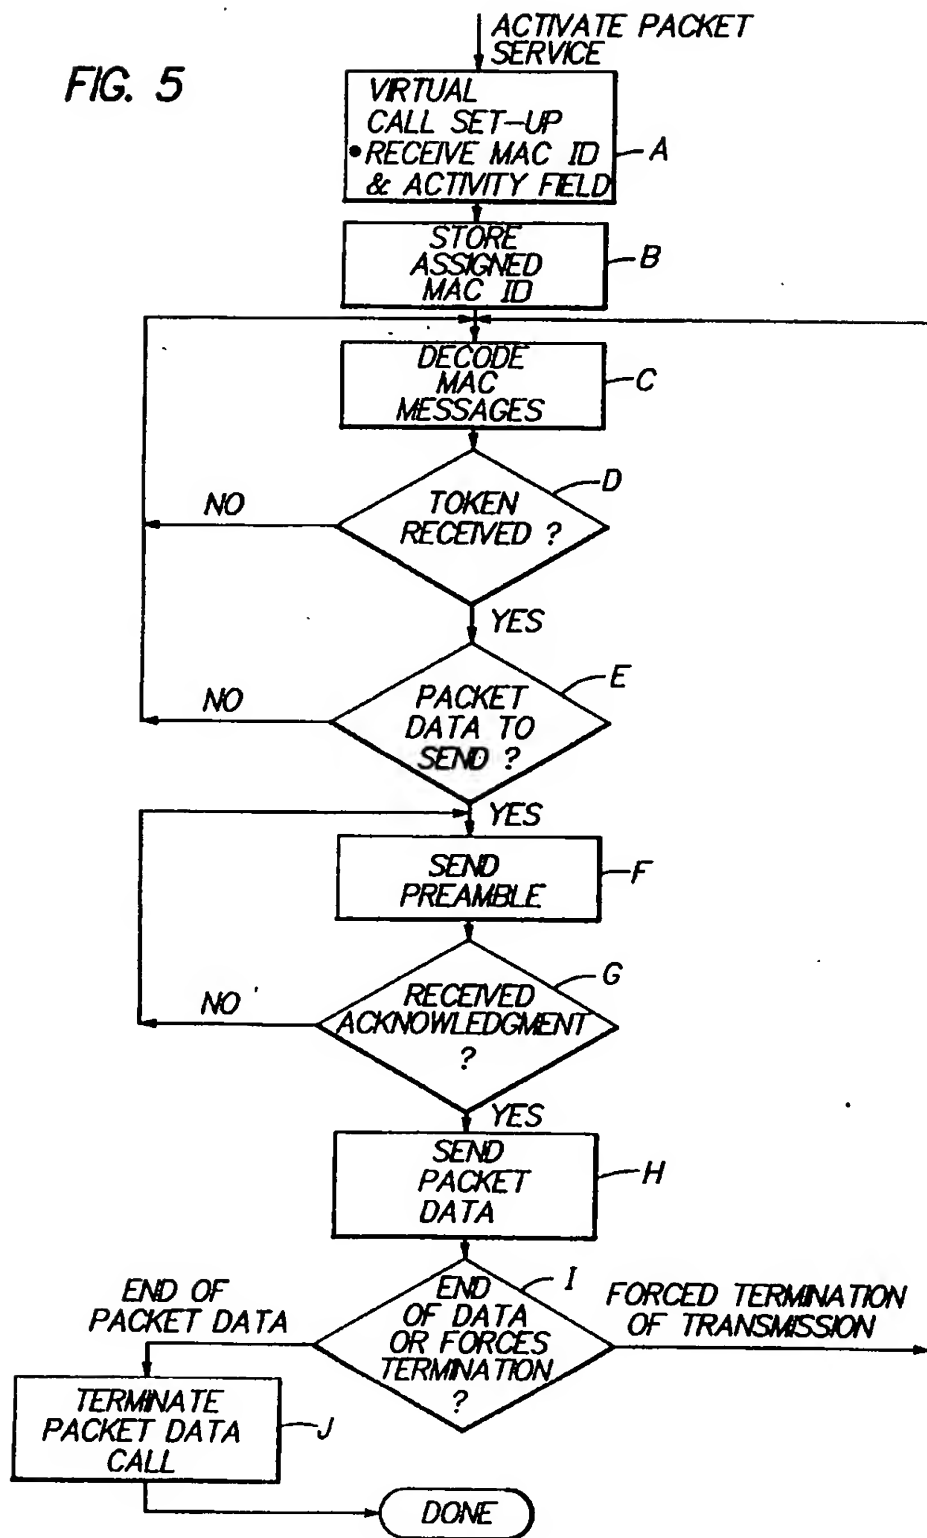 FIG. 5
ACTIVATE PACKET
SERVICE
VIRTUAL
CALL SET-UP
•RECEIVE MAC ID
& ACTIVITY FIELD
A
STORE
ASSIGNED
MAC ID
B
DECODE
MAC
MESSAGES
C
TOKEN
RECEIVED ?
D
NO
YES
PACKET
DATA TO
SEND ?
E
NO
YES
SEND
PREAMBLE
F
RECEIVED
ACKNOWLEDGMENT
?
G
NO
YES
SEND
PACKET
DATA
H
END
OF DATA
OR FORCES
TERMINATION
?
I
END OF
PACKET DATA
FORCED TERMINATION
OF TRANSMISSION
TERMINATE
PACKET DATA
CALL
J
DONE